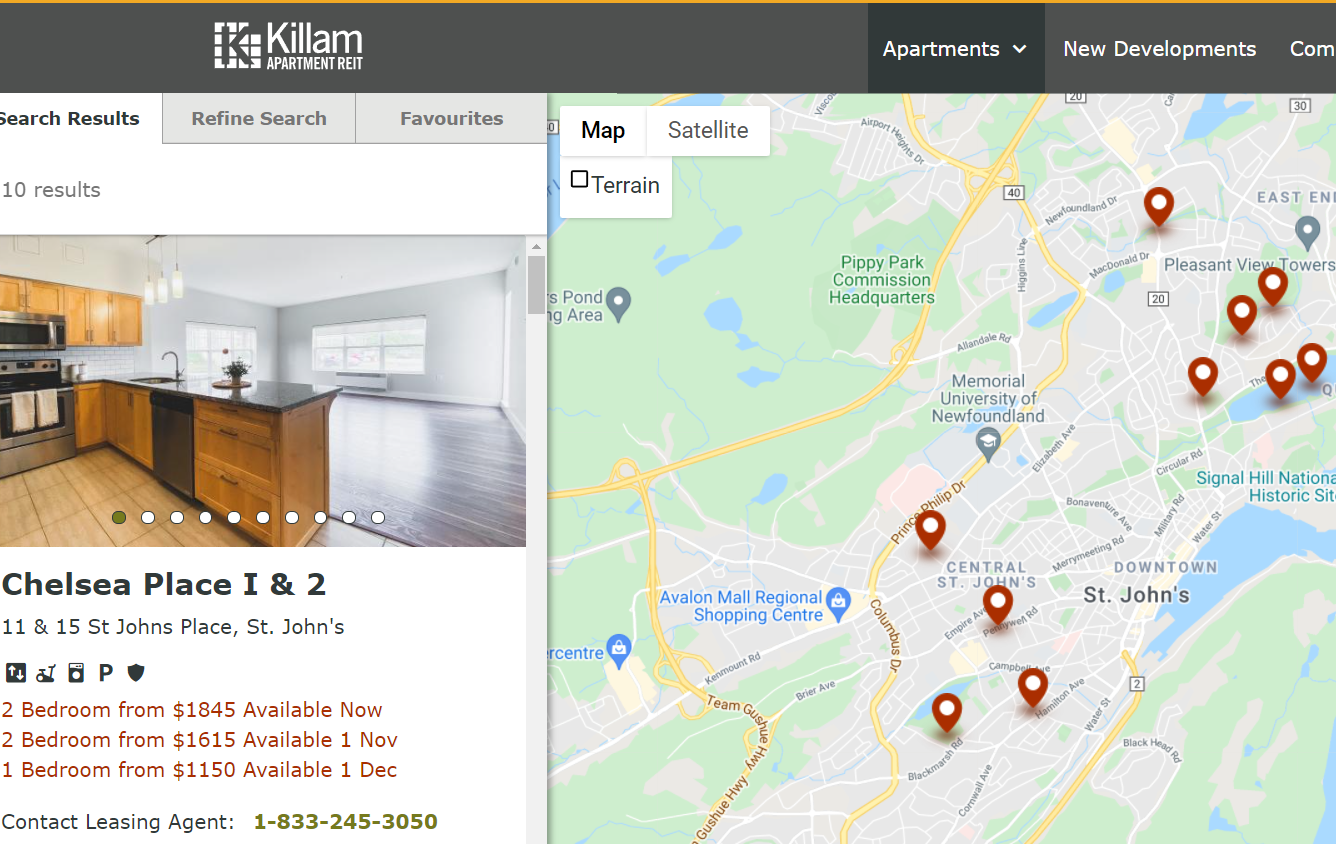 Killam
APARTMENT REIT
Apartments
New Developments
Com
Search Results
Refine Search
Favourites
10 results
Map
Satellite
Terrain
Chelsea Place I & 2
11 & 15 St Johns Place, St. John's
P
2 Bedroom from $1845 Available Now
2 Bedroom from $1615 Available 1 Nov
1 Bedroom from $1150 Available 1 Dec
Contact Leasing Agent: 1-833-245-3050
20
30
Airport Heights Dr
40
Newfoundland Dr
EAST EN
Higgins Line
MacDonald Dr
Pleasant View Towers
Pippy Park
Commission
Headquarters
20
rs Pond
ng Area
Allandale Rd
Memorial
University of
Newfoundland
The
Q
Elizabeth Ave
Circular Rd
Signal Hill Nationa
Historic Sit
Prince Philip Dr
Bonaventure Ave
Military Rd
Water St
Merrymeeting Rd
DOWNTOWN
CENTRAL
ST. JOHN'S
St. John's
Avalon Mall Regional
Shopping Centre
Columbus Dr
Empire Ave
Pennywell Rd
ercentre
Kenmount Rd
Campbell Ave
Brier Ave
Hamilton Ave
2
Team Gushue Hwy
Water St
Blackmarsh Rd
Black Head Rd
Cornwall Ave
Gushue Hwy